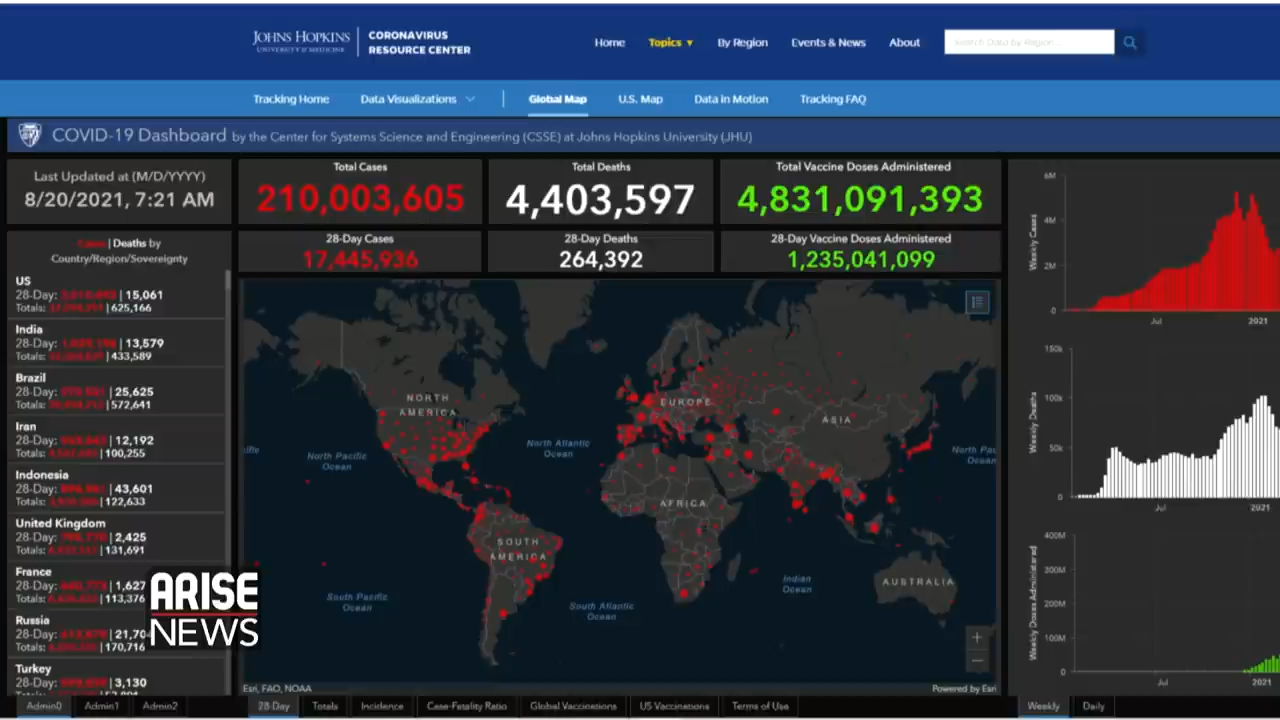 JOHNS HOPKINS
UNIVERSITY & MEDICINE
CORONAVIRUS
RESOURCE CENTER
Home
Topics ▼
By Region
Events & News
About
Search Data by Region...
Tracking Home
Data Visualizations
Global Map
U.S. Map
Data in Motion
Tracking FAQ
COVID-19 Dashboard by the Center for Systems Science and Engineering (CSSE) at Johns Hopkins University (JHU)
Last Updated at (M/D/YYYY)
8/20/2021, 7:21 AM
Total Cases
210,003,605
Total Deaths
4,403,597
Total Vaccine Doses Administered
4,831,091,393
28-Day Cases
17,445,936
28-Day Deaths
264,392
28-Day Vaccine Doses Administered
1,235,041,099
Cases | Deaths by
Country/Region/Sovereignty
US
28-Day: | 15,061
Totals: | 625,166
India
28-Day: | 13,579
Totals: | 433,589
Brazil
28-Day: | 25,625
Totals: | 572,641
Iran
28-Day: | 12,192
Totals: | 100,255
Indonesia
28-Day: | 43,601
Totals: | 122,633
United Kingdom
28-Day: | 2,425
Totals: | 131,691
France
28-Day: | 1,627
Totals: | 113,376
Russia
28-Day: | 21,70
Totals: | 170,716
Turkey
28-Day: | 3,130
Totals:
ARISE
NEWS
NORTH
AMERICA
EUROPE
ASIA
North Atlantic
Ocean
North Pacific
Ocean
ific
North Pac
Ocean
AFRICA
SOUTH
AMERICA
Indian
Ocean
AUSTRALIA
South Pacific
Ocean
South Atlantic
Ocean
+
−
Esri, FAO, NOAA
Powered by Esri
Weekly Cases
6M
4M
2M
0
Jul
2021
Weekly Deaths
150k
100k
50k
0
Jul
2021
Weekly Doses Administered
400M
300M
200M
100M
0
Jul
2021
Admin0
Admin1
Admin2
28-Day
Totals
Incidence
Case-Fatality Ratio
Global Vaccinations
US Vaccinations
Terms of Use
Weekly
Daily